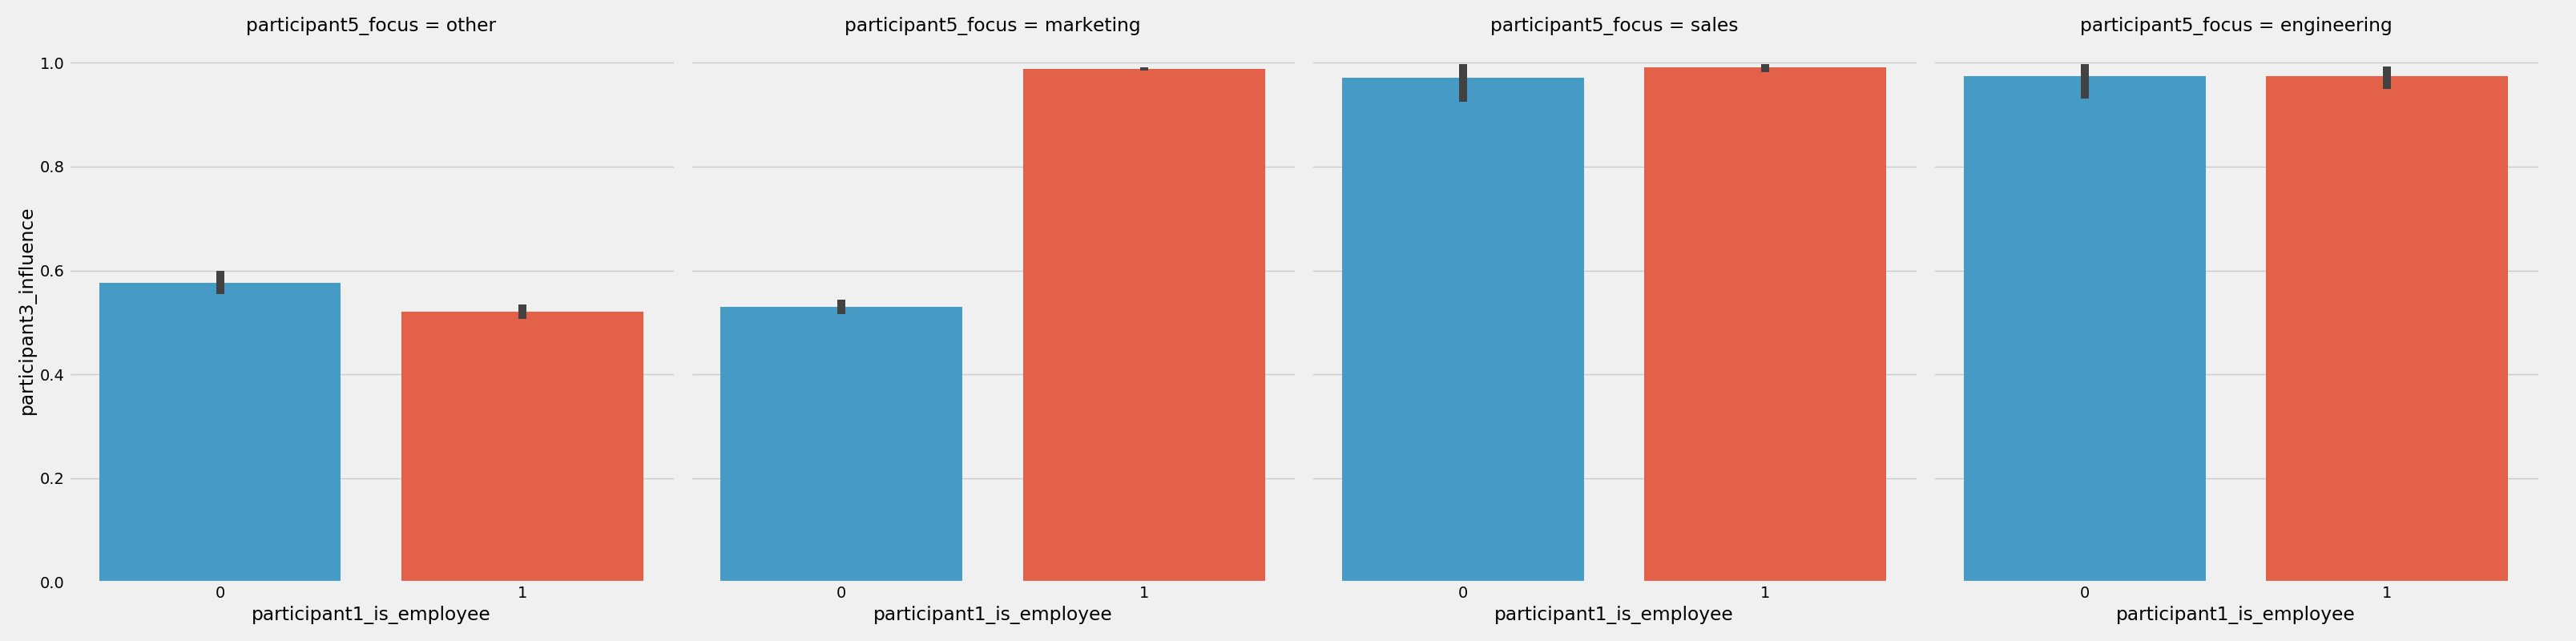 participant5_focus = other
participant5_focus = marketing
participant5_focus = sales
participant5_focus = engineering
1.0
0.8
0.6
0.4
0.2
0.0
participant3_influence
0 1
0 1
0 1
0 1
participant1_is_employee
participant1_is_employee
participant1_is_employee
participant1_is_employee